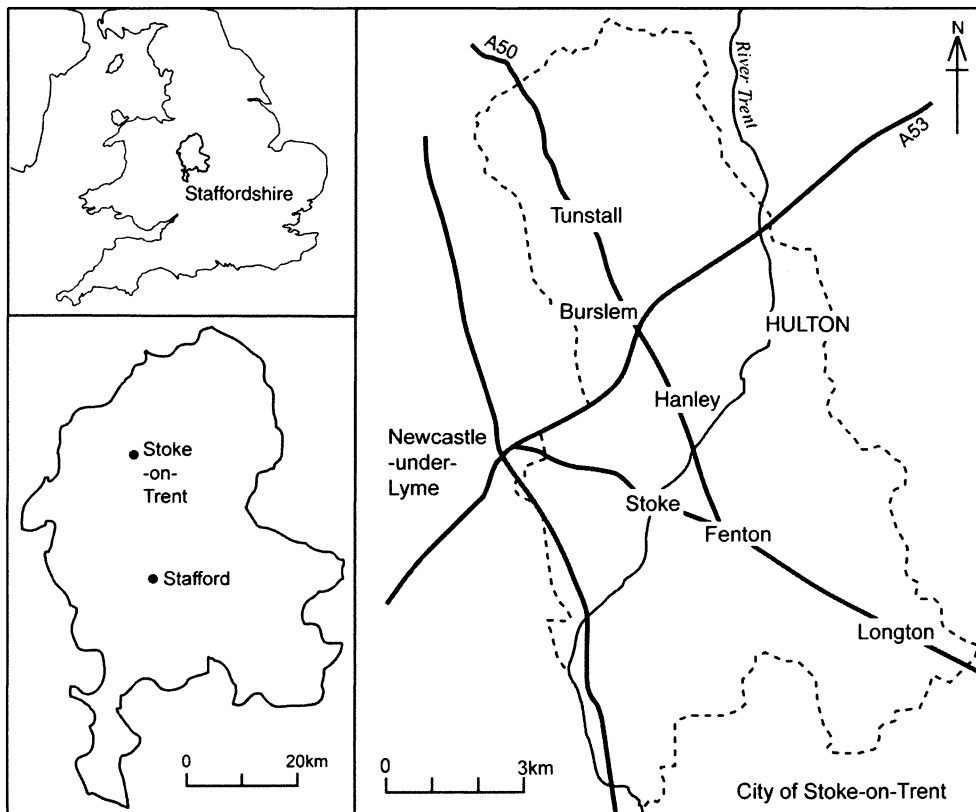 Staffordshire
Stoke
-on-
Trent
Stafford
0 20km
A50
River Trent
N
A53
Tunstall
Burslem
HULTON
Hanley
Newcastle
-under-
Lyme
Stoke
Fenton
Longton
0 3km
City of Stoke-on-Trent